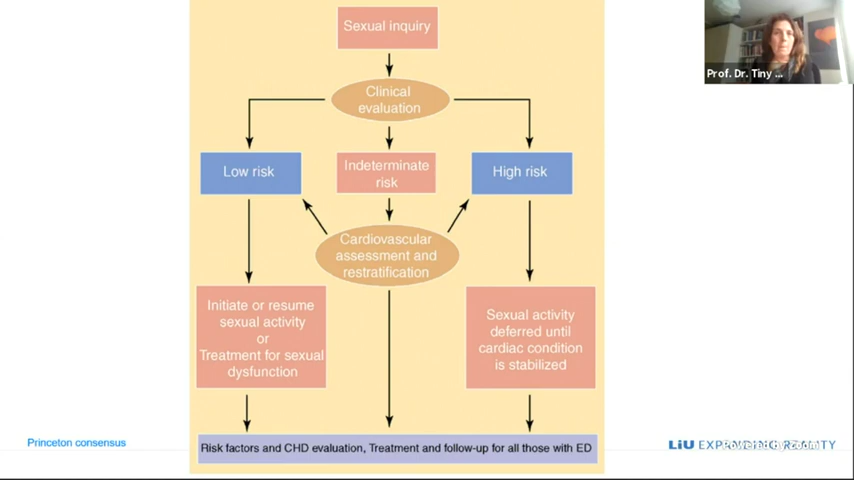 Sexual inquiry
Prof. Dr. Tiny ...
Clinical
evaluation
Low risk
Indeterminate
risk
High risk
Cardiovascular
assessment and
restratification
Initiate or resume
sexual activity
or
Treatment for sexual
dysfunction
Sexual activity
deferred until
cardiac condition
is stabilized
Princeton consensus
Risk factors and CHD evaluation, Treatment and follow-up for all those with ED
LiU EXPANDING REALITY